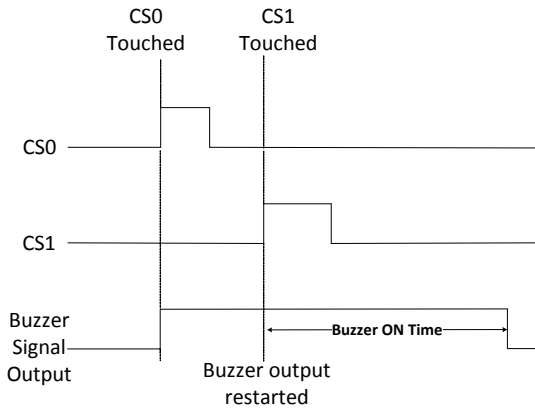 CS0
Touched
CS1
Touched
CS0
CS1
Buzzer
Signal
Output
Buzzer ON Time
Buzzer output
restarted